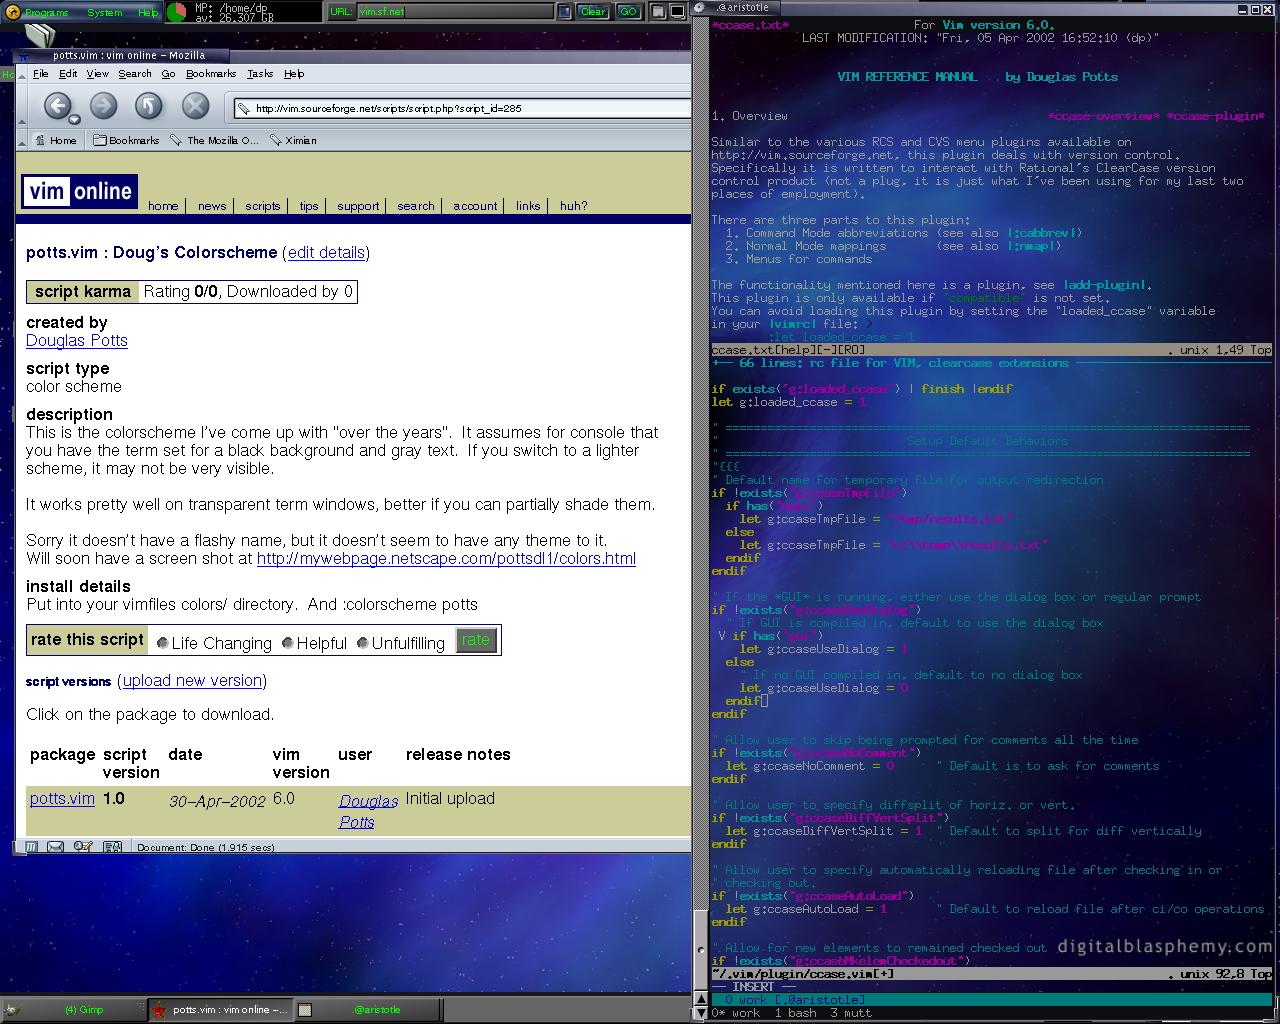 Programs System Help
MP: /home/dp
av: 26.307 GB
URL: vim.sf.net Clear GO
potts.vim : vim online – Mozilla
File Edit View Search Go Bookmarks Tasks Help
http://vim.sourceforge.net/scripts/script.php?script_id=285
Home Bookmarks The Mozilla O... Ximian
vim online
home | news | scripts | tips | support | search | account | links | huh?
potts.vim : Doug's Colorscheme (edit details)
script karma Rating 0/0, Downloaded by 0
created by
Douglas Potts
script type
color scheme
description
This is the colorscheme I've come up with "over the years". It assumes for console that
you have the term set for a black background and gray text. If you switch to a lighter
scheme, it may not be very visible.
It works pretty well on transparent term windows, better if you can partially shade them.
Sorry it doesn't have a flashy name, but it doesn't seem to have any theme to it.
Will soon have a screen shot at http://mywebpage.netscape.com/pottsdl1/colors.html
install details
Put into your vimfiles colors/ directory. And :colorscheme potts
rate this script Life Changing Helpful Unfulfilling rate
script versions (upload new version)
Click on the package to download.
package script version date vim version user release notes
potts.vim 1.0 30–Apr–2002 6.0 Douglas Potts Initial upload
Document: Done (1.915 secs)
(4) Gimp
potts.vim : vim online –...
.@aristotle
.@aristotle
*ccase.txt* For Vim version 6.0.
LAST MODIFICATION: "Fri, 05 Apr 2002 16:52:10 (dp)"
VIM REFERENCE MANUAL by Douglas Potts
1. Overview *ccase-overview* *ccase-plugin*
Similar to the various RCS and CVS menu plugins available on
http://vim.sourceforge.net, this plugin deals with version control.
Specifically it is written to interact with Rational's ClearCase version
control product (not a plug, it is just what I've been using for my last two
places of employment).
There are three parts to this plugin:
1. Command Mode abbreviations (see also |:cabbrev|)
2. Normal Mode mappings (see also |:nmap|)
3. Menus for commands
The functionality mentioned here is a plugin, see |add-plugin|.
This plugin is only available if 'compatible' is not set.
You can avoid loading this plugin by setting the "loaded_ccase" variable
in your |vimrc| file: >
:let loaded_ccase = 1
ccase.txt[help][-][RO] . unix 1,49 Top
+-- 66 lines: rc file for VIM, clearcase extensions
if exists("g:loaded_ccase") | finish |endif
let g:loaded_ccase = 1
" ===========================================================================
" Setup Default Behaviors
" ===========================================================================
"{{{
" Default name for temporary file for output redirection
if !exists("g:ccaseTmpFile")
if has("unix")
let g:ccaseTmpFile = "/tmp/results.txt"
else
let g:ccaseTmpFile = "c:\\temp\\results.txt"
endif
endif
" If the *GUI* is running, either use the dialog box or regular prompt
if !exists("g:ccaseUseDialog")
" If GUI is compiled in, default to use the dialog box
V if has("gui")
let g:ccaseUseDialog = 1
else
" If no GUI compiled in, default to no dialog box
let g:ccaseUseDialog = 0
endif
endif
" Allow user to skip being prompted for comments all the time
if !exists("g:ccaseNoComment")
let g:ccaseNoComment = 0 " Default is to ask for comments
endif
" Allow user to specify diffsplit of horiz. or vert.
if !exists("g:ccaseDiffVertSplit")
let g:ccaseDiffVertSplit = 1 " Default to split for diff vertically
endif
" Allow user to specify automatically reloading file after checking in or
" checking out.
if !exists("g:ccaseAutoLoad")
let g:ccaseAutoLoad = 1 " Default to reload file after ci/co operations
endif
" Allow for new elements to remained checked out
if !exists("g:ccaseMkelemCheckedout")
digitalblasphemy.com
~/.vim/plugin/ccase.vim[+] . unix 92,8 Top
-- INSERT --
0 work [.@aristotle]
0* work 1 bash 3 mutt